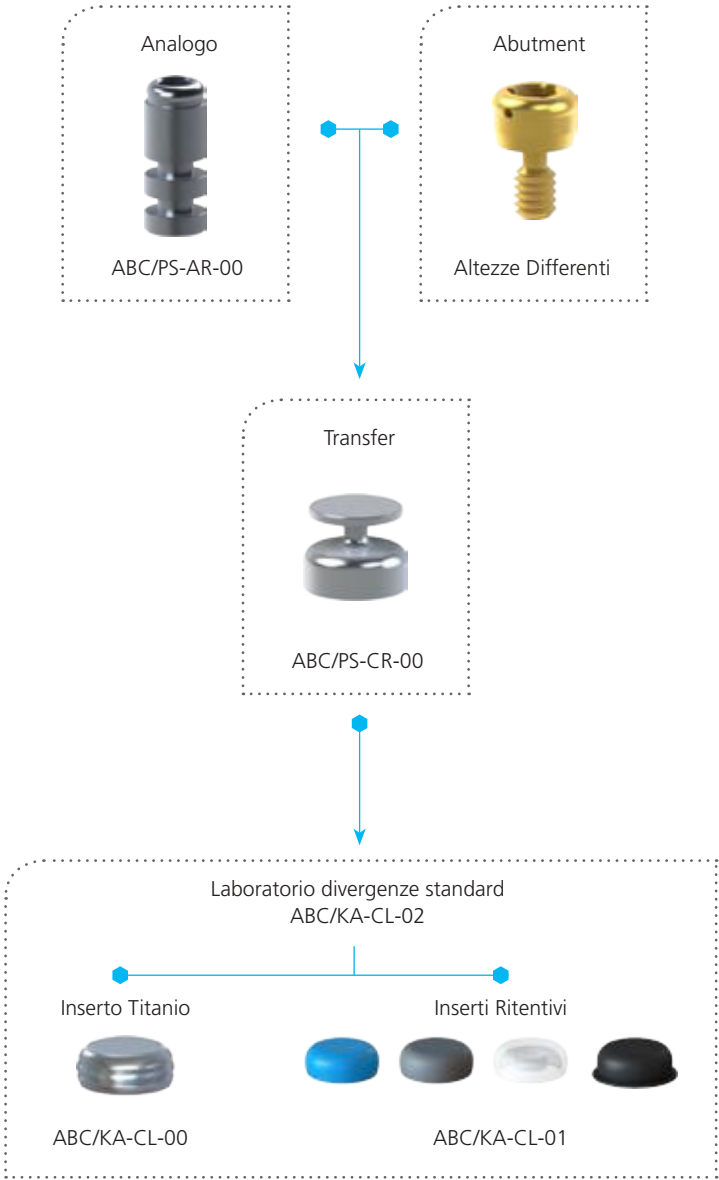 Analogo
ABC/PS-AR-00
Abutment
Altezze Differenti
Transfer
ABC/PS-CR-00
Laboratorio divergenze standard
ABC/KA-CL-02
Inserto Titanio
ABC/KA-CL-00
Inserti Ritentivi
ABC/KA-CL-01